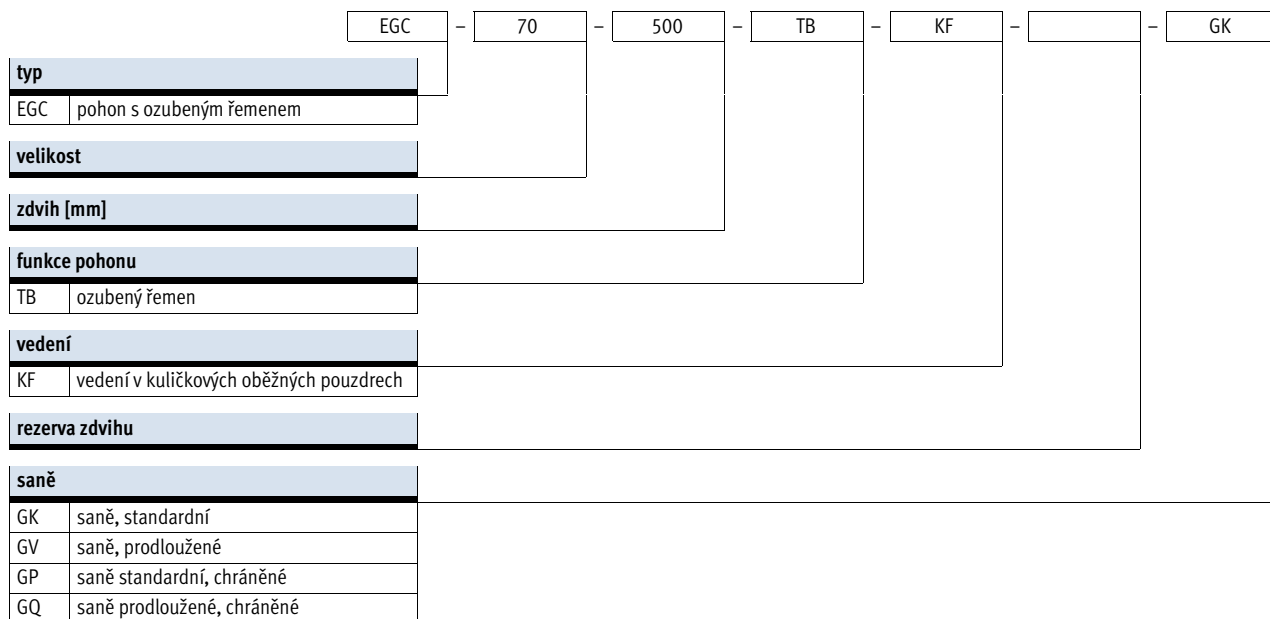 EGC – 70 – 500 – TB – KF – – GK
typ
EGC pohon s ozubeným řemenem
velikost
zdvih [mm]
funkce pohonu
TB ozubený řemen
vedení
KF vedení v kuličkových oběžných pouzdrech
rezerva zdvihu
saně
GK saně, standardní
GV saně, prodloužené
GP saně standardní, chráněné
GQ saně prodloužené, chráněné